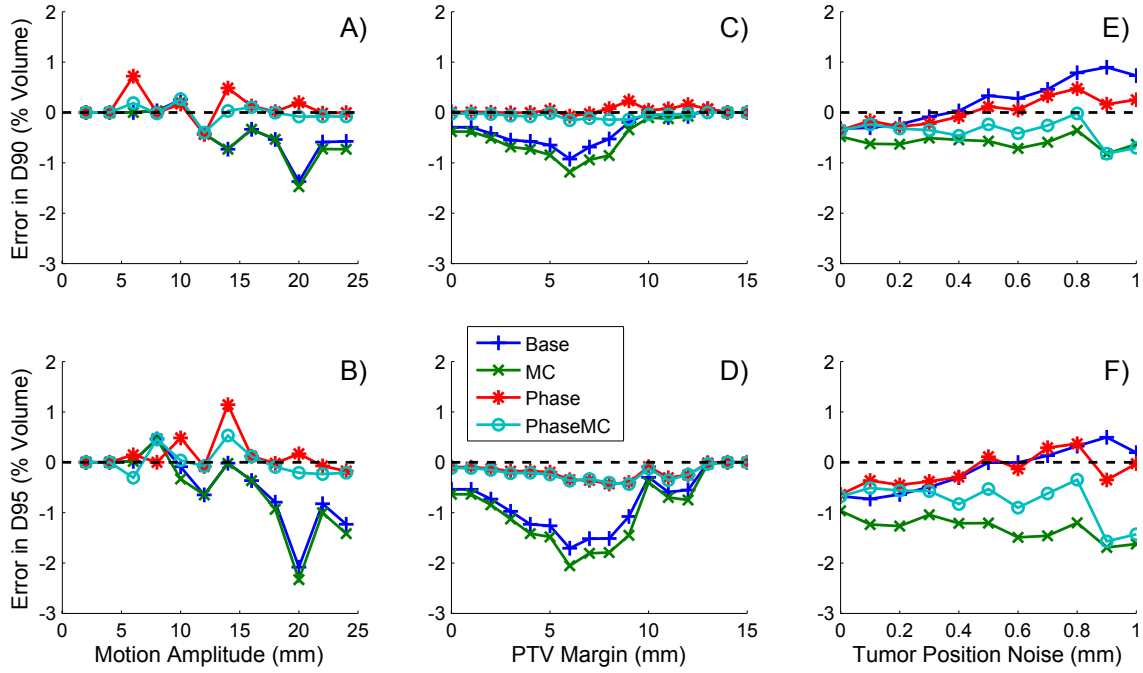 A)
C)
E)
Error in D90 (% Volume)
2
1
0
-1
-2
-3
0 5 10 15 20 25
2
1
0
-1
-2
-3
0 5 10 15
2
1
0
-1
-2
-3
0 0.2 0.4 0.6 0.8 1
B)
D)
F)
Error in D95 (% Volume)
2
1
0
-1
-2
-3
0 5 10 15 20 25
Motion Amplitude (mm)
Base
MC
Phase
PhaseMC
2
1
0
-1
-2
-3
0 5 10 15
PTV Margin (mm)
2
1
0
-1
-2
-3
0 0.2 0.4 0.6 0.8 1
Tumor Position Noise (mm)